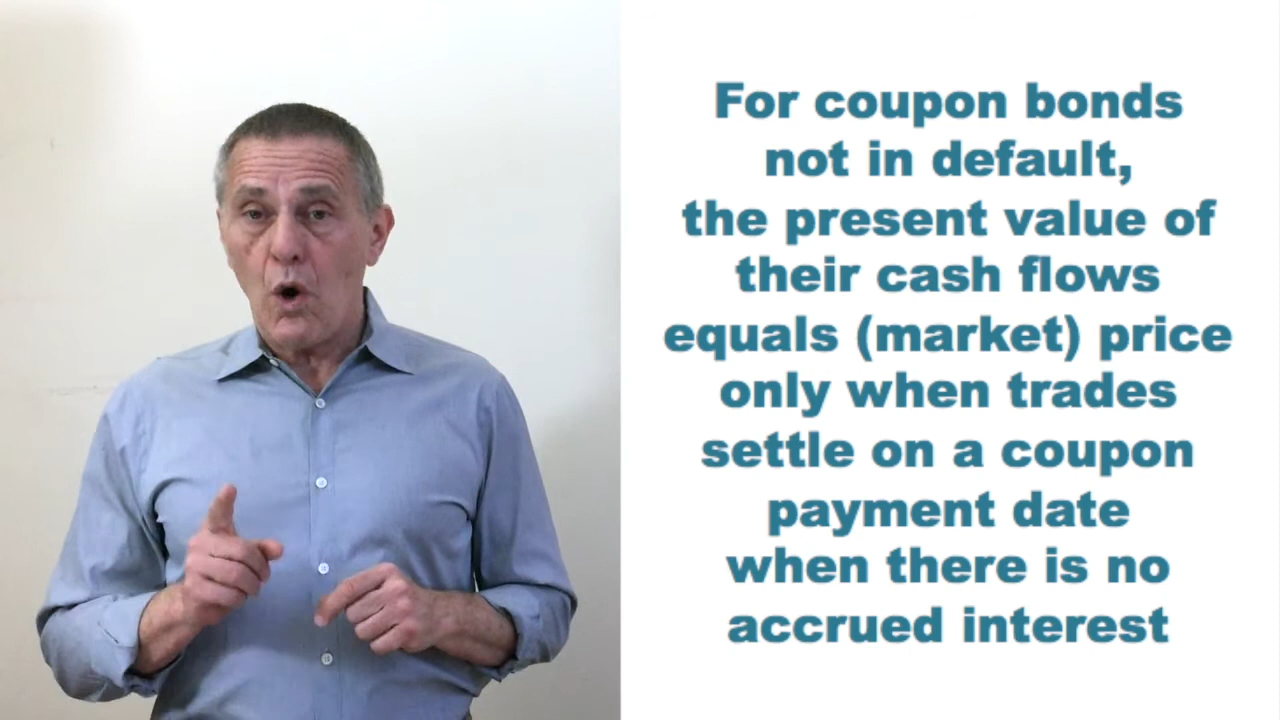 For coupon bonds
not in default,
the present value of
their cash flows
equals (market) price
only when trades
settle on a coupon
payment date
when there is no
accrued interest